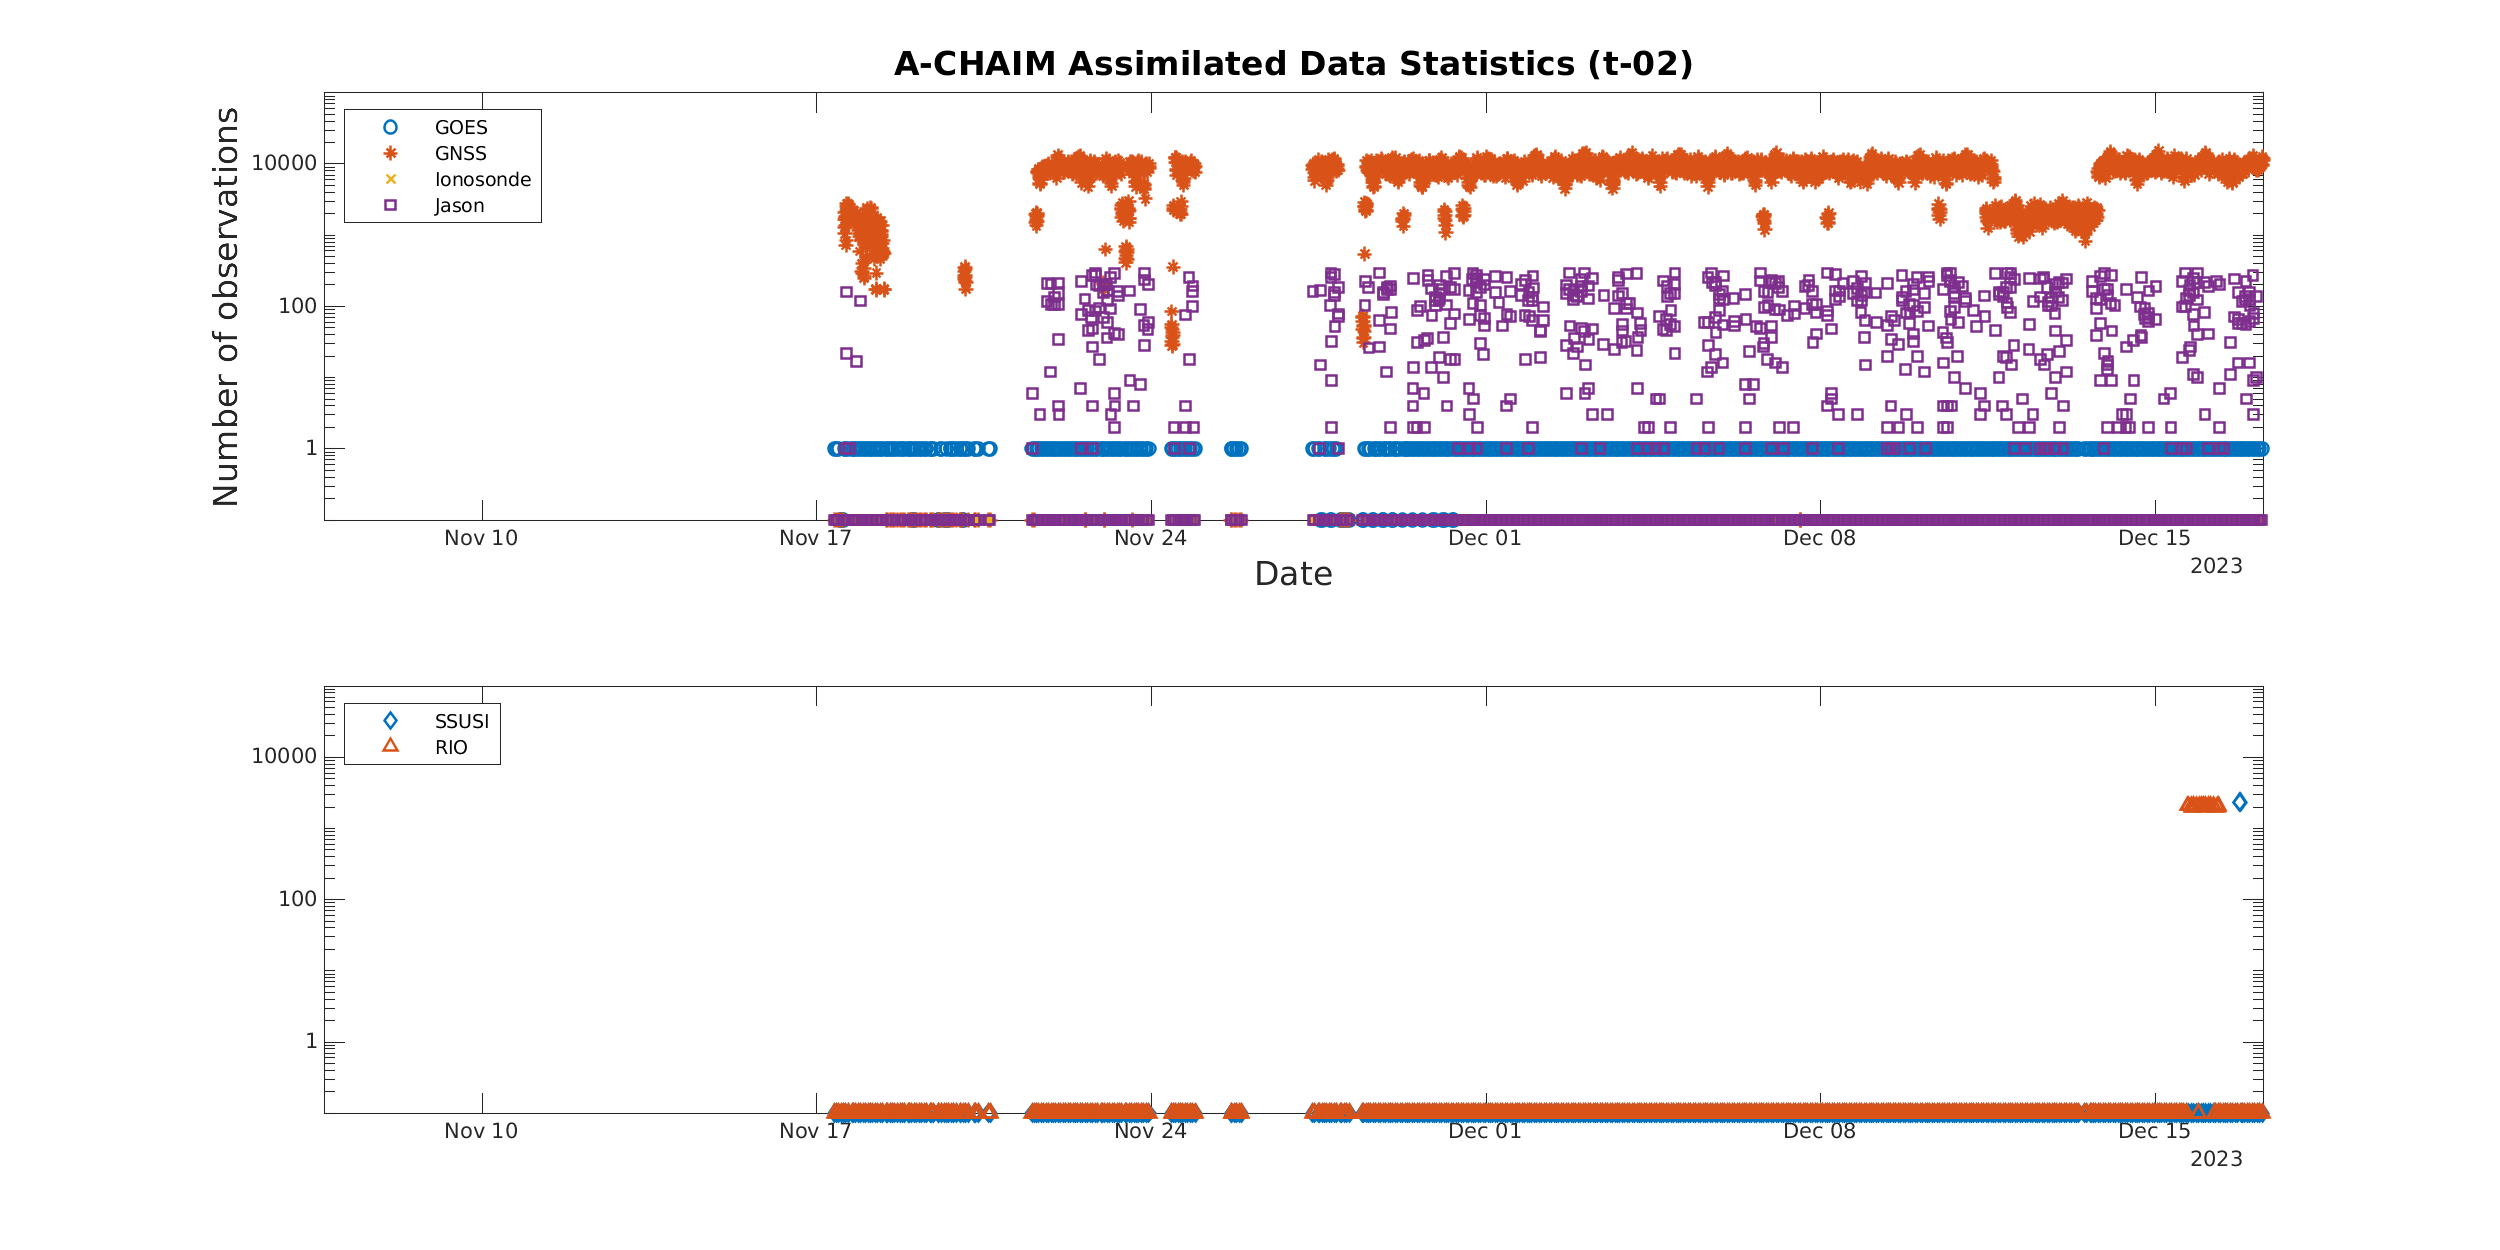 A-CHAIM Assimilated Data Statistics (t-02)
Number of observations
10000
100
1
GOES
GNSS
Ionosonde
Jason
Nov 10 Nov 17 Nov 24 Dec 01 Dec 08 Dec 15
2023
Date
10000
100
1
SSUSI
RIO
Nov 10 Nov 17 Nov 24 Dec 01 Dec 08 Dec 15
2023